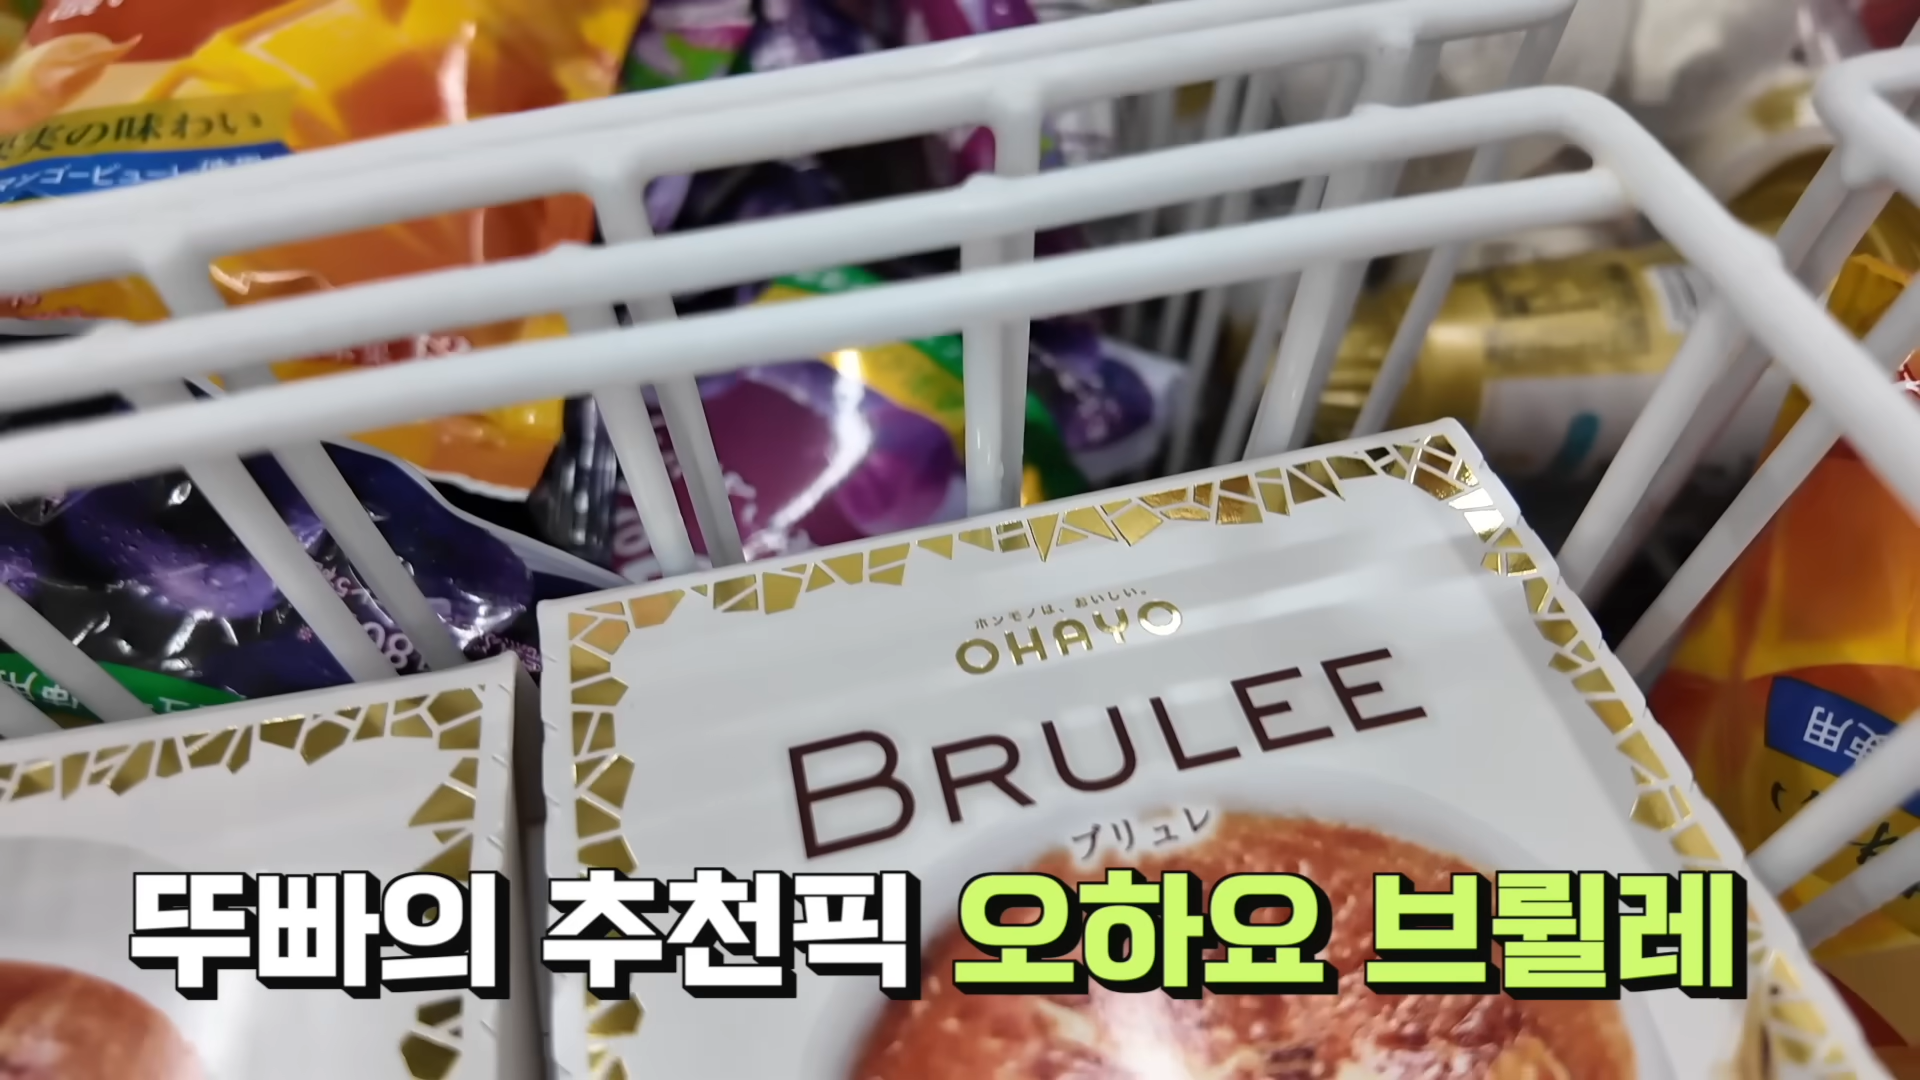 実の味わい
マンゴーピューレ使用
ホンモノは、おいしい。
OHAYO
BRULEE
ブリュレ
使用
뚜빠의 추천픽 오하요 브륄레